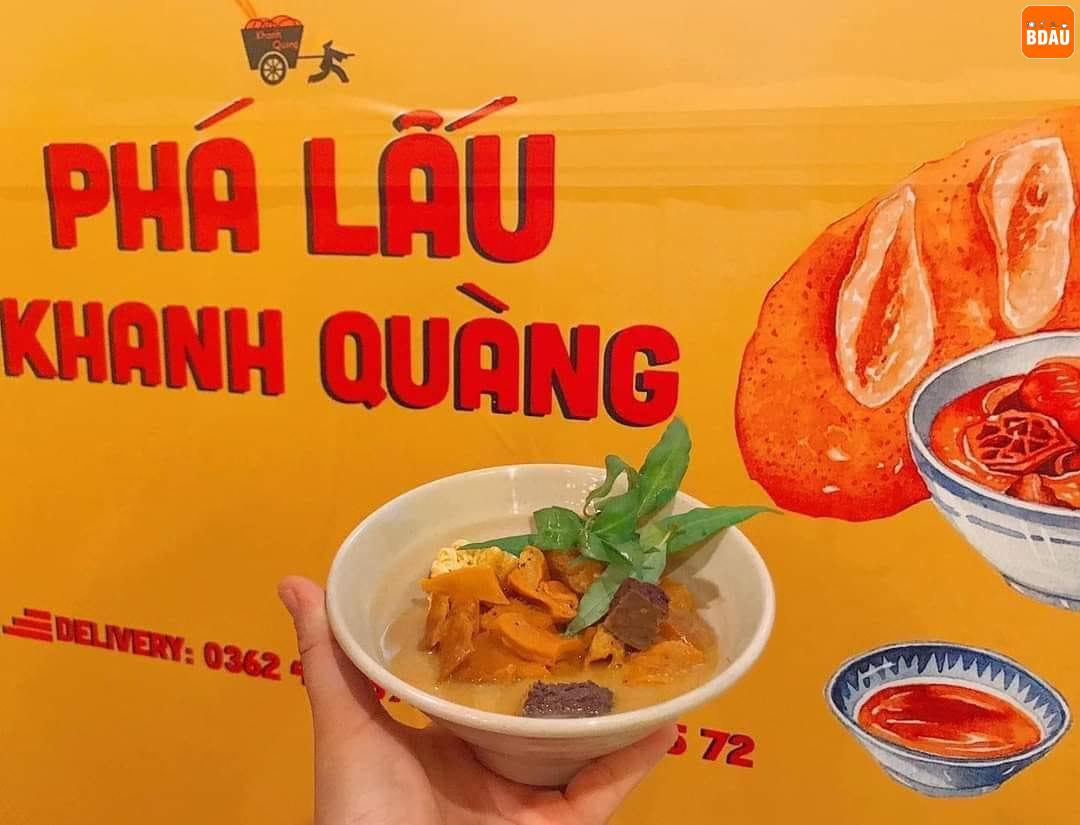 BDAU
Khanh
Quàng
PHÁ LẤU
KHANH QUÀNG
DELIVERY: 0362
72